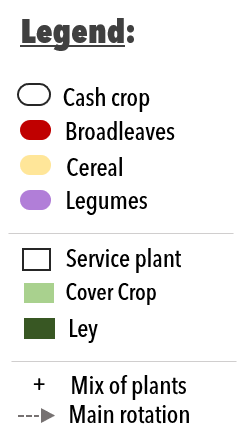 Legend:
Cash crop
Broadleaves
Cereal
Legumes
Service plant
Cover Crop
Ley
+ Mix of plants
Main rotation